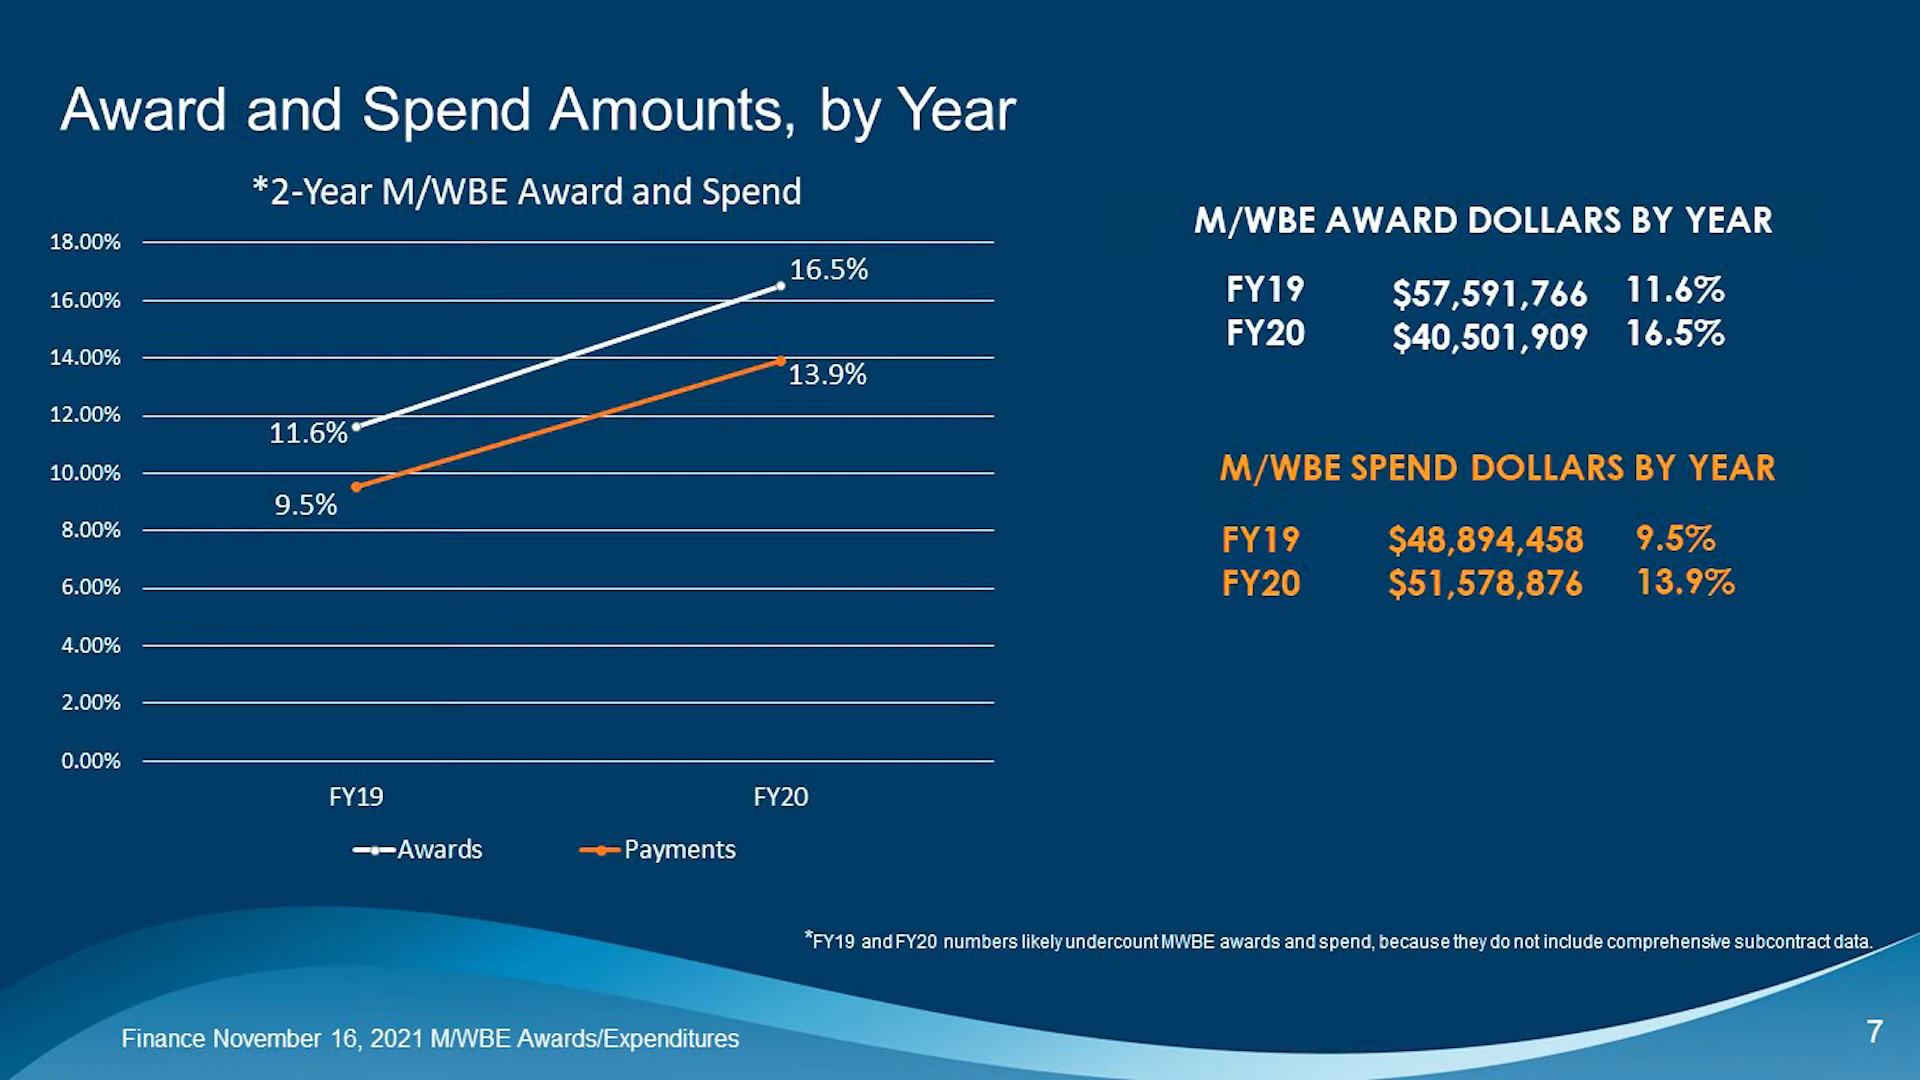 Award and Spend Amounts, by Year
*2-Year M/WBE Award and Spend
18.00%
16.00%
14.00%
12.00%
10.00%
8.00%
6.00%
4.00%
2.00%
0.00%
16.5%
13.9%
11.6%
9.5%
FY19 FY20
Awards Payments
M/WBE AWARD DOLLARS BY YEAR
FY19 $57,591,766 11.6%
FY20 $40,501,909 16.5%
M/WBE SPEND DOLLARS BY YEAR
FY19 $48,894,458 9.5%
FY20 $51,578,876 13.9%
*FY19 and FY20 numbers likely undercount MWBE awards and spend, because they do not include comprehensive subcontract data.
Finance November 16, 2021 M/WBE Awards/Expenditures
7